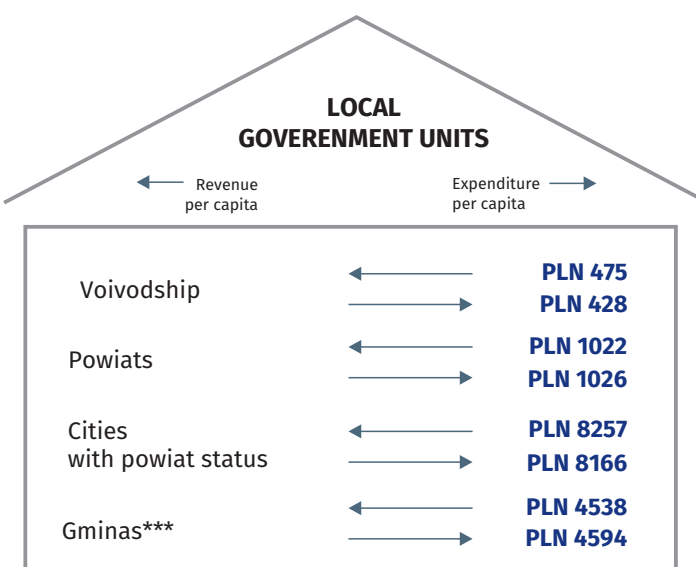 LOCAL
GOVERENMENT UNITS
Revenue
per capita
Expenditure
per capita
Voivodship
PLN 475
PLN 428
Powiats
PLN 1022
PLN 1026
Cities
with powiat status
PLN 8257
PLN 8166
Gminas***
PLN 4538
PLN 4594